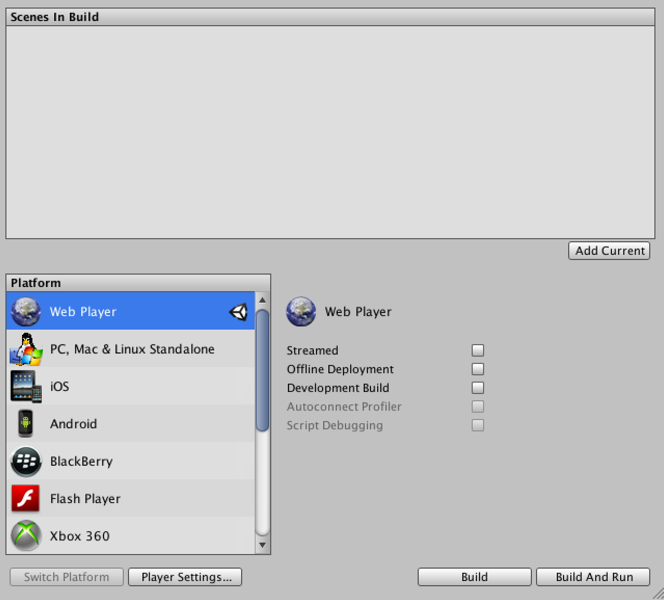 Scenes In Build
Add Current
Platform
Web Player
PC, Mac & Linux Standalone
iOS
Android
BlackBerry
Flash Player
Xbox 360
Web Player
Streamed
Offline Deployment
Development Build
Autoconnect Profiler
Script Debugging
Switch Platform
Player Settings...
Build
Build And Run